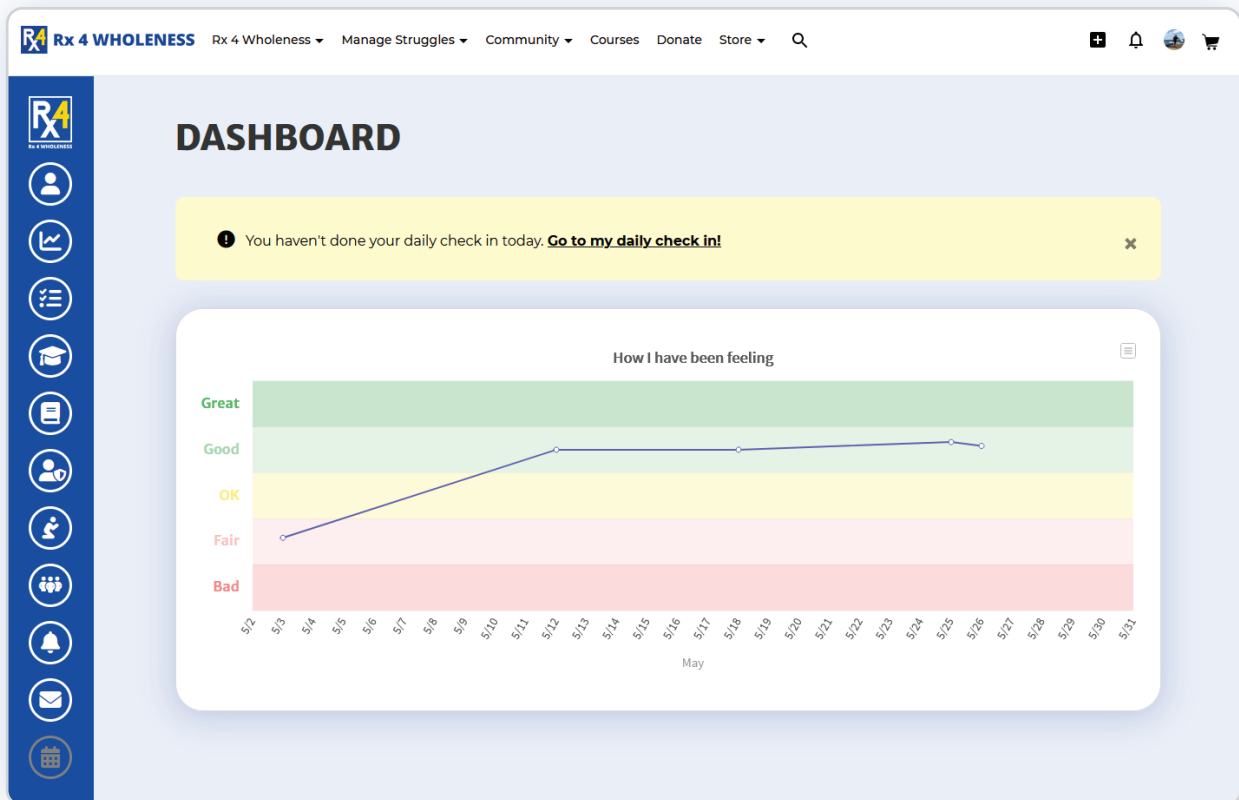 Rx4 Rx 4 WHOLENESS Rx 4 Wholeness Manage Struggles Community Courses Donate Store
Rx4
Rx 4 WHOLENESS
DASHBOARD
You haven't done your daily check in today. Go to my daily check in!
How I have been feeling
Great
Good
OK
Fair
Bad
5/2 5/3 5/4 5/5 5/6 5/7 5/8 5/9 5/10 5/11 5/12 5/13 5/14 5/15 5/16 5/17 5/18 5/19 5/20 5/21 5/22 5/23 5/24 5/25 5/26 5/27 5/28 5/29 5/30 5/31
May